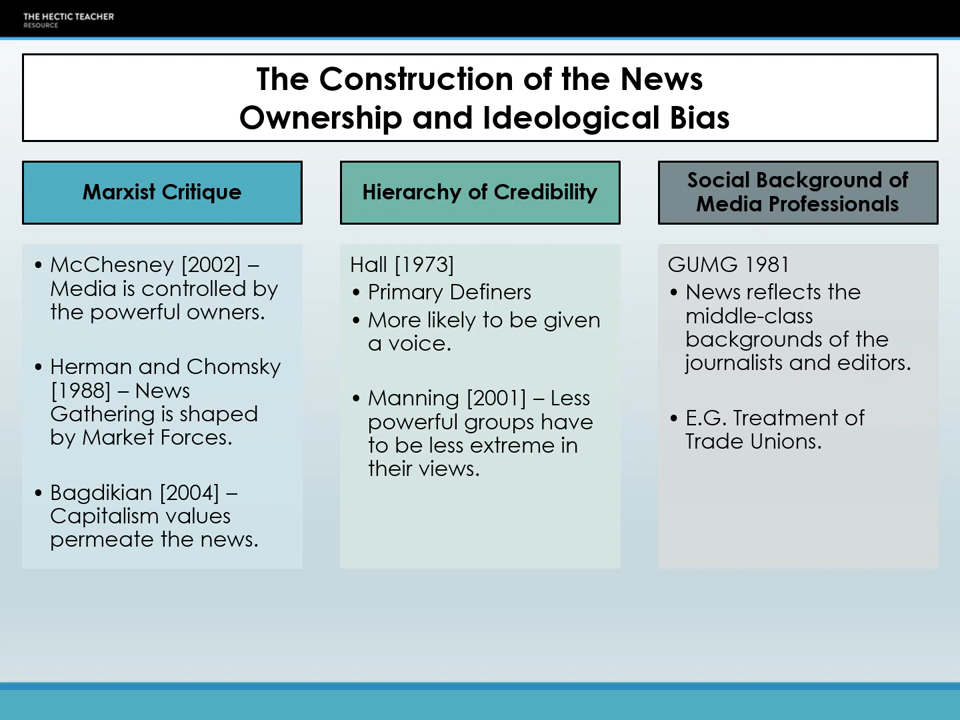 THE HECTIC TEACHER
RESOURCE
The Construction of the News
Ownership and Ideological Bias
Marxist Critique
• McChesney [2002] –
Media is controlled by
the powerful owners.
• Herman and Chomsky
[1988] – News
Gathering is shaped
by Market Forces.
• Bagdikian [2004] –
Capitalism values
permeate the news.
Hierarchy of Credibility
Hall [1973]
• Primary Definers
• More likely to be given
a voice.
• Manning [2001] – Less
powerful groups have
to be less extreme in
their views.
Social Background of
Media Professionals
GUMG 1981
• News reflects the
middle-class
backgrounds of the
journalists and editors.
• E.G. Treatment of
Trade Unions.